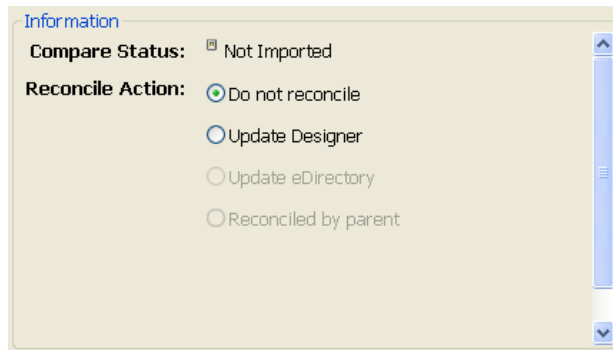 Information
Compare Status: Not Imported
Reconcile Action: Do not reconcile
Update Designer
Update eDirectory
Reconciled by parent